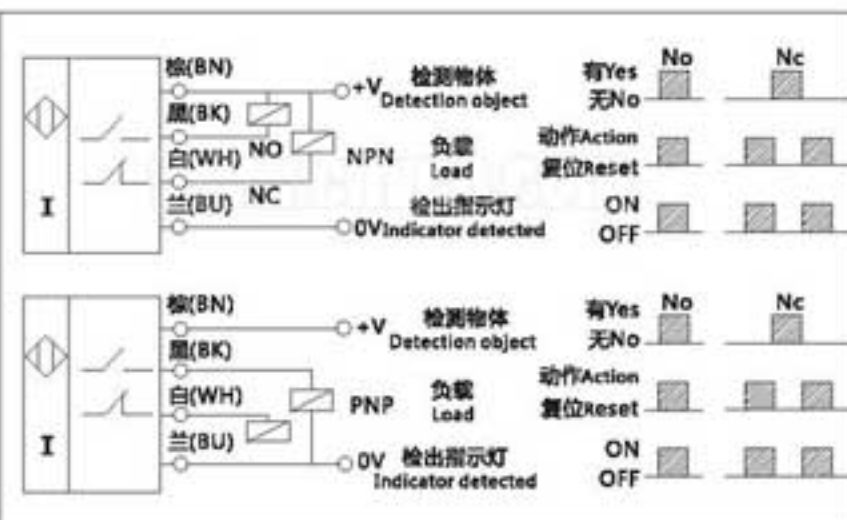 棕(BN)
+V
检测物体
Detection object
有Yes
无No
No
Nc
黑(BK)
NO
NPN
负载
Load
动作Action
复位Reset
白(WH)
NC
兰(BU)
0V
检出指示灯
Indicator detected
ON
OFF
I
棕(BN)
+V
检测物体
Detection object
有Yes
无No
No
Nc
黑(BK)
白(WH)
PNP
负载
Load
动作Action
复位Reset
兰(BU)
0V
检出指示灯
Indicator detected
ON
OFF
I